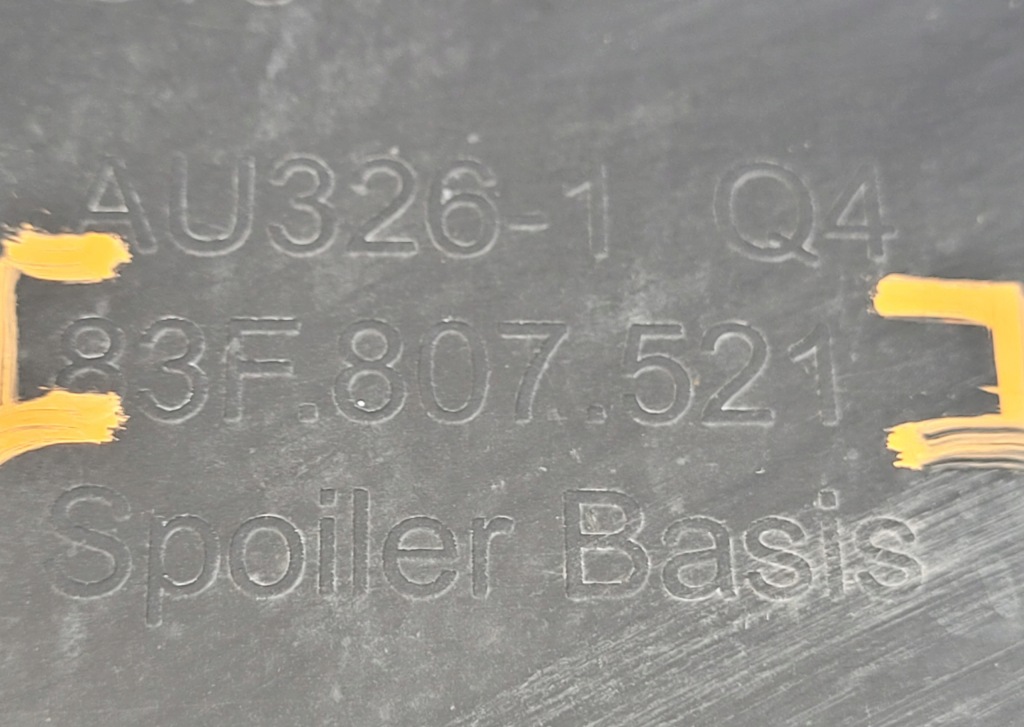 AU326-1 Q4
83F.807.521
Spoiler Basis